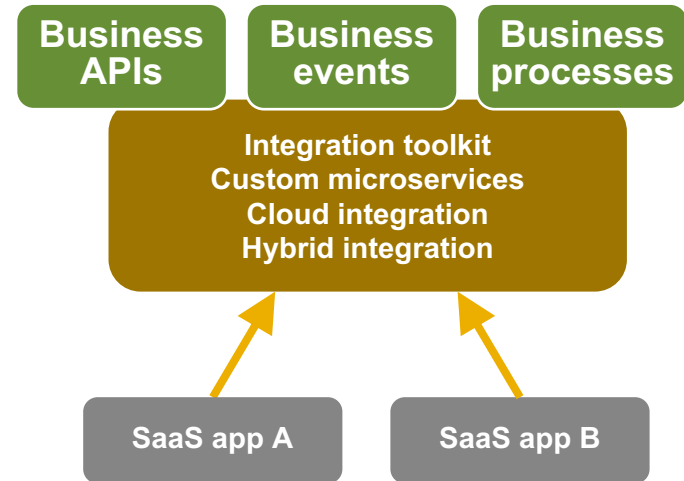 Business
APIs
Business
events
Business
processes
Integration toolkit
Custom microservices
Cloud integration
Hybrid integration
SaaS app A
SaaS app B